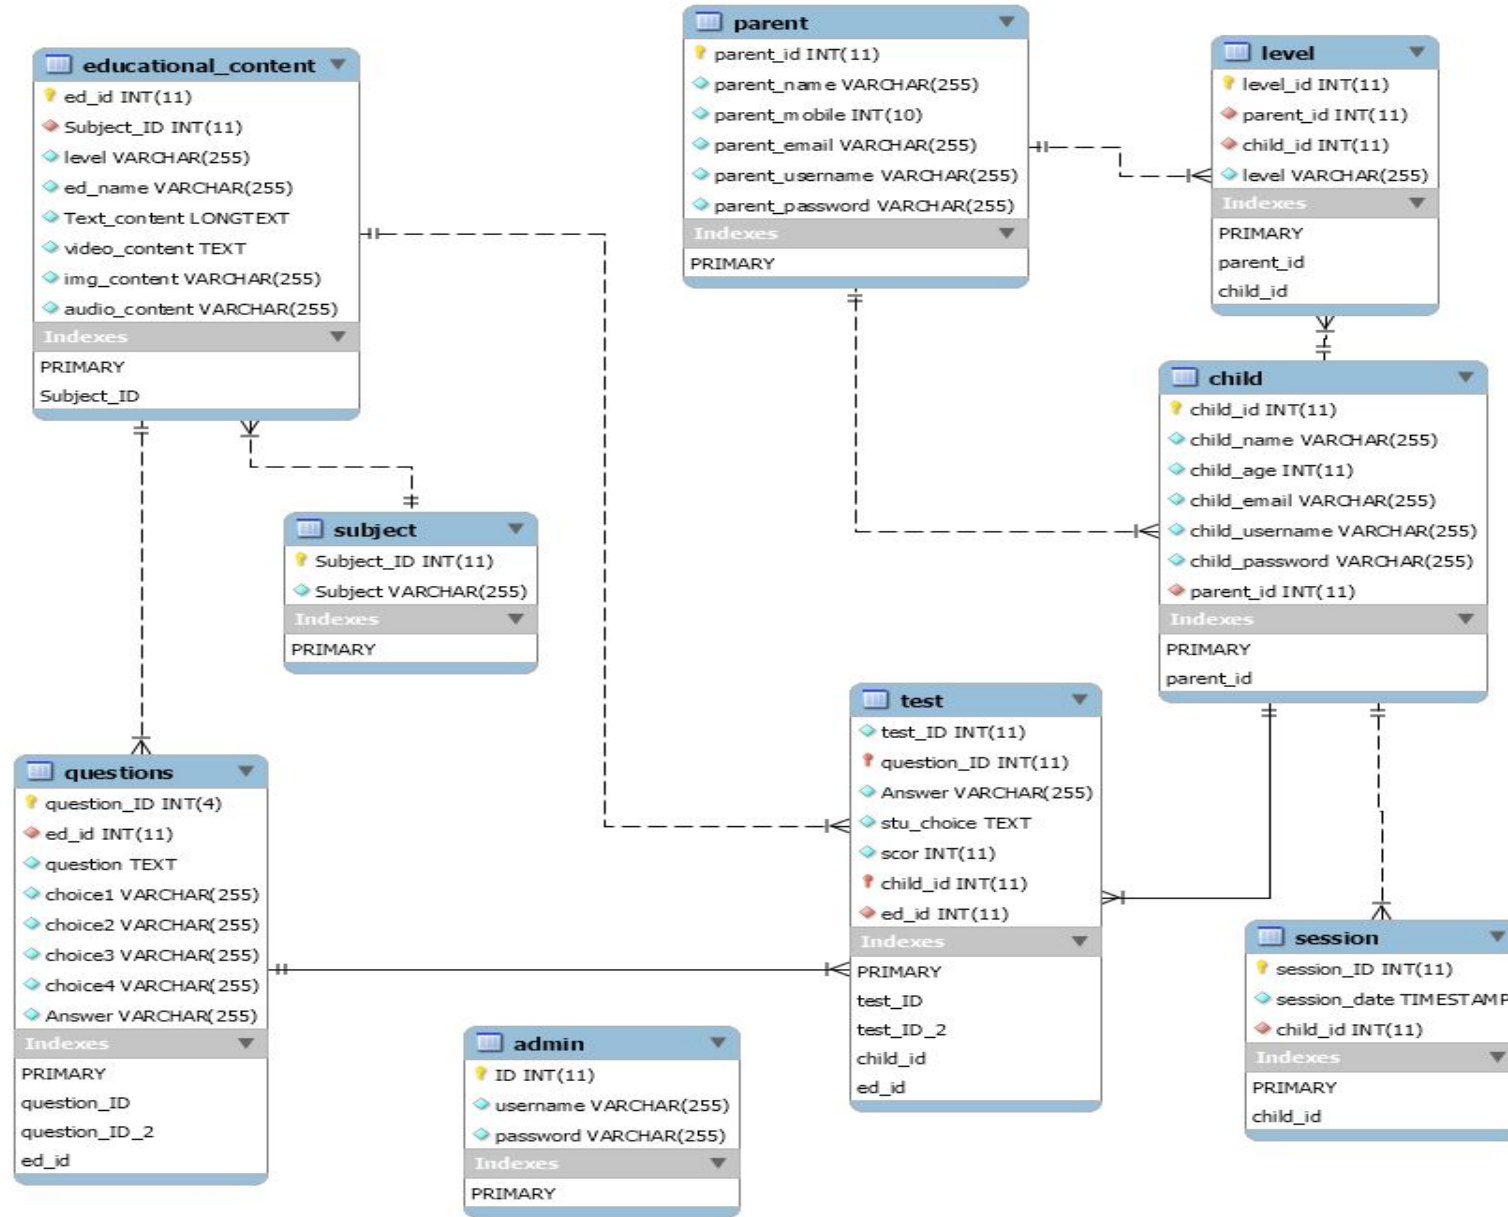 educational_content
ed_id INT(11)
Subject_ID INT(11)
level VARCHAR(255)
ed_name VARCHAR(255)
Text_content LONGTEXT
video_content TEXT
img_content VARCHAR(255)
audio_content VARCHAR(255)
Indexes
PRIMARY
Subject_ID
parent
parent_id INT(11)
parent_name VARCHAR(255)
parent_mobile INT(10)
parent_email VARCHAR(255)
parent_username VARCHAR(255)
parent_password VARCHAR(255)
Indexes
PRIMARY
level
level_id INT(11)
parent_id INT(11)
child_id INT(11)
level VARCHAR(255)
Indexes
PRIMARY
parent_id
child_id
child
child_id INT(11)
child_name VARCHAR(255)
child_age INT(11)
child_email VARCHAR(255)
child_username VARCHAR(255)
child_password VARCHAR(255)
parent_id INT(11)
Indexes
PRIMARY
parent_id
subject
Subject_ID INT(11)
Subject VARCHAR(255)
Indexes
PRIMARY
questions
question_ID INT(4)
ed_id INT(11)
question TEXT
choice1 VARCHAR(255)
choice2 VARCHAR(255)
choice3 VARCHAR(255)
choice4 VARCHAR(255)
Answer VARCHAR(255)
Indexes
PRIMARY
question_ID
question_ID_2
ed_id
test
test_ID INT(11)
question_ID INT(11)
Answer VARCHAR(255)
stu_choice TEXT
scor INT(11)
child_id INT(11)
ed_id INT(11)
Indexes
PRIMARY
test_ID
test_ID_2
child_id
ed_id
session
session_ID INT(11)
session_date TIMESTAMP
child_id INT(11)
Indexes
PRIMARY
child_id
admin
ID INT(11)
username VARCHAR(255)
password VARCHAR(255)
Indexes
PRIMARY